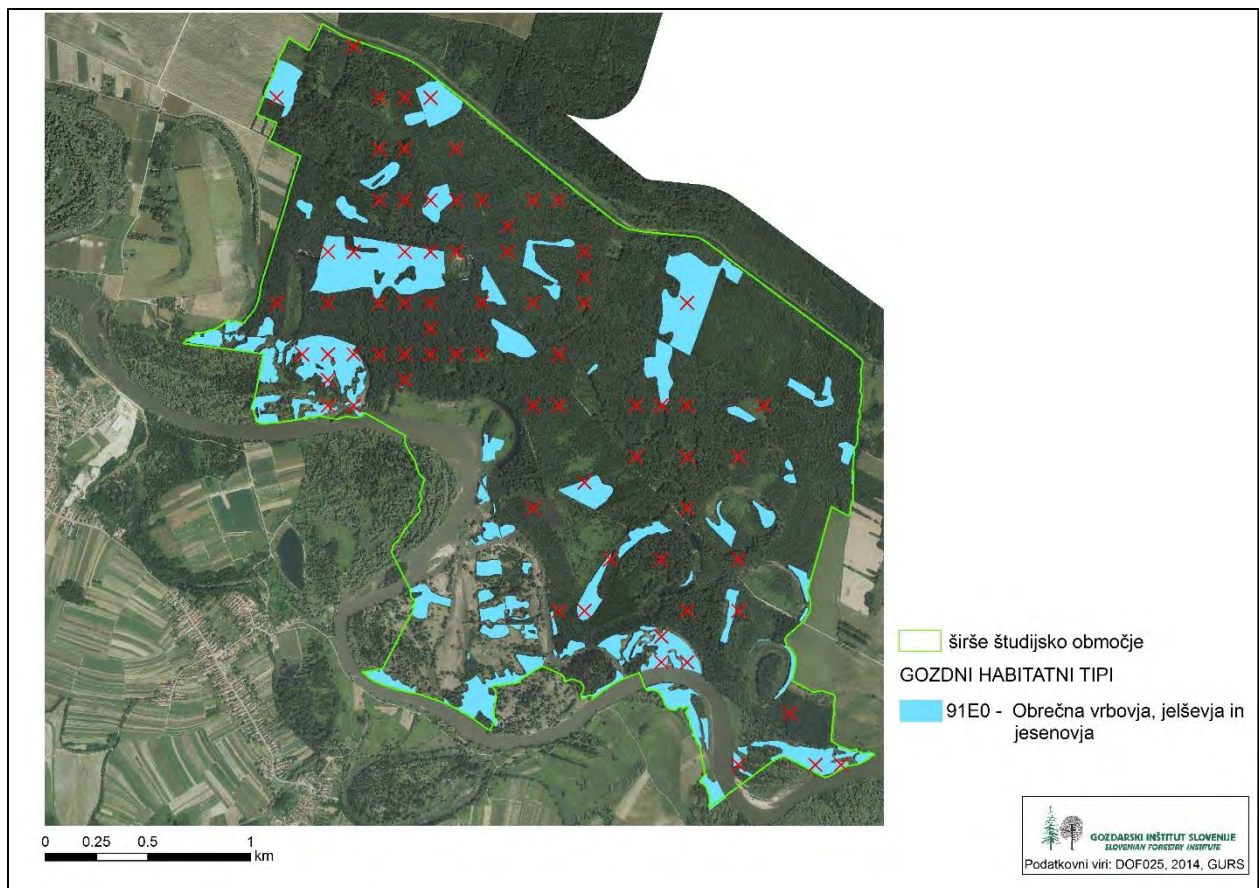 širše študijsko območje
GOZDNI HABITATNI TIPI
91E0 - Obrečna vrbovja, jelševja in
jesenovja
0 0.25 0.5 1
km
GOZDARSKI INŠTITUT SLOVENIJE
SLOVENIAN FORESTRY INSTITUTE
Podatkovni viri: DOF025, 2014, GURS